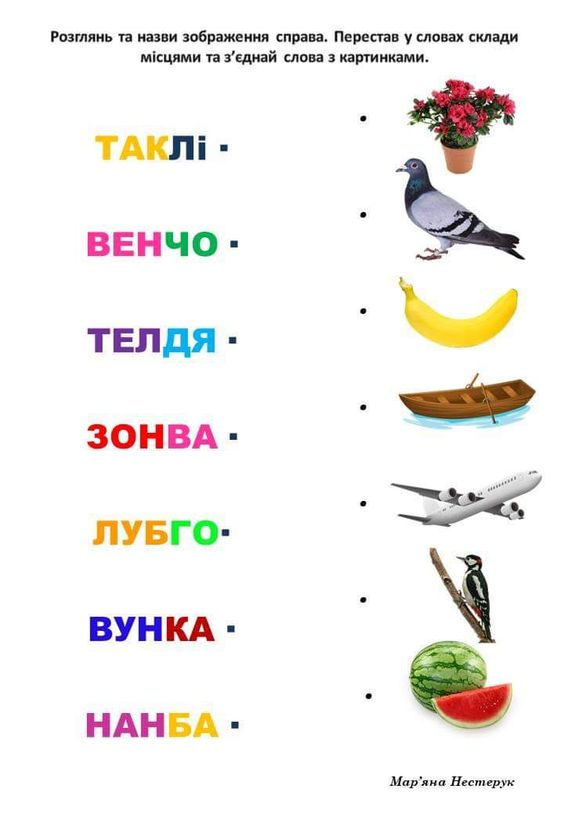 Розглянь та назви зображення справа. Перестав у словах склади
місцями та з’єднай слова з картинками.
ТАКЛі
ВЕНЧО
ТЕЛДЯ
ЗОНВА
ЛУБГО
ВУНКА
НАНБА
Мар’яна Нестерук